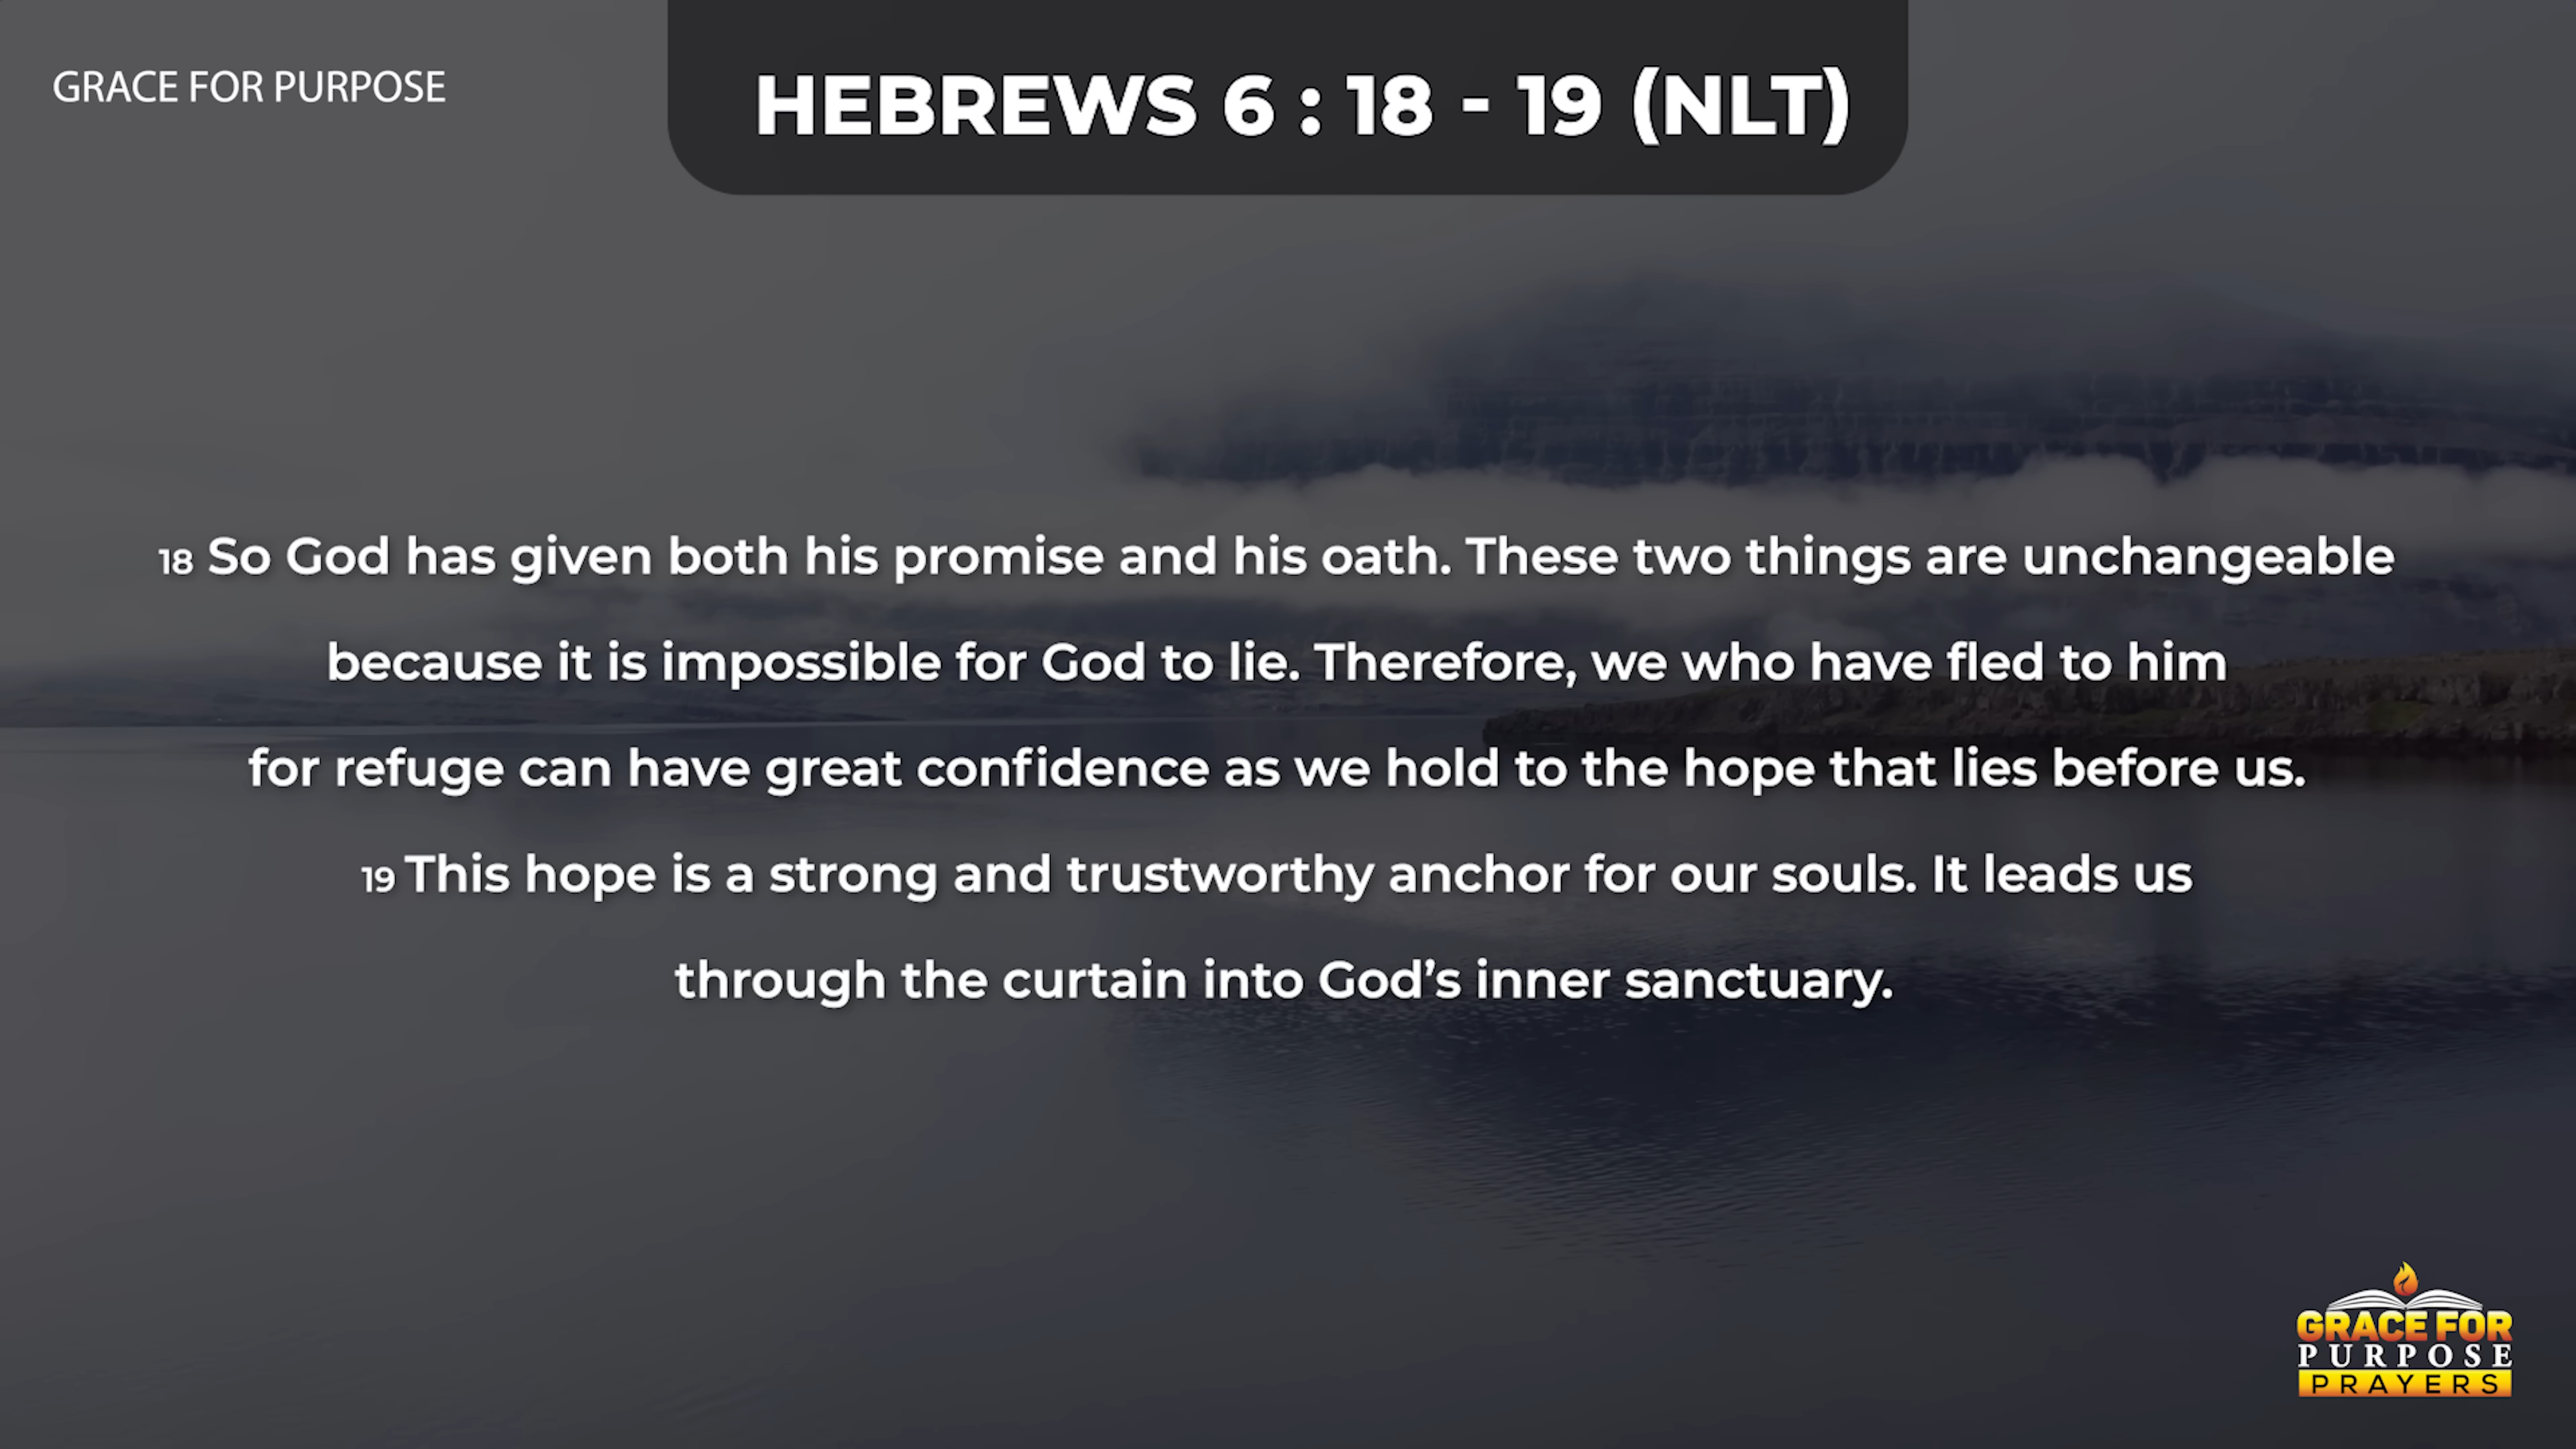 GRACE FOR PURPOSE
HEBREWS 6 : 18 - 19 (NLT)
18 So God has given both his promise and his oath. These two things are unchangeable
because it is impossible for God to lie. Therefore, we who have fled to him
for refuge can have great confidence as we hold to the hope that lies before us.
19 This hope is a strong and trustworthy anchor for our souls. It leads us
through the curtain into God’s inner sanctuary.
GRACE FOR
PURPOSE
PRAYERS